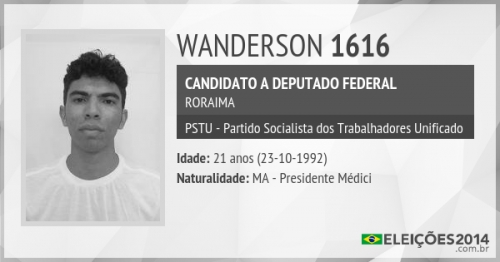 WANDERSON 1616
CANDIDATO A DEPUTADO FEDERAL
RORAIMA
PSTU - Partido Socialista dos Trabalhadores Unificado
Idade: 21 anos (23-10-1992)
Naturalidade: MA - Presidente Médici
ELEIÇÕES2014
.com.br